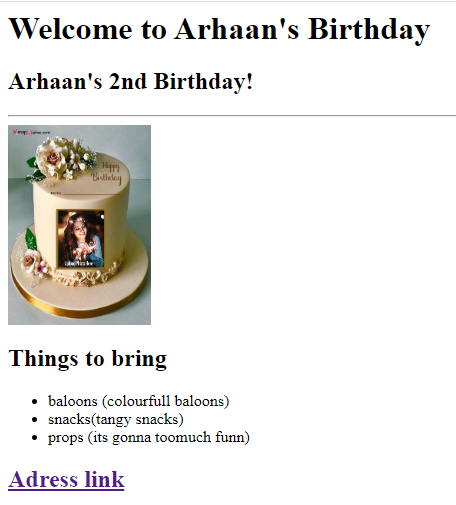 Welcome to Arhaan's Birthday
Arhaan's 2nd Birthday!
Happy
Birthday
Things to bring
baloons (colourfull baloons)
snacks(tangy snacks)
props (its gonna toomuch funn)
Adress link